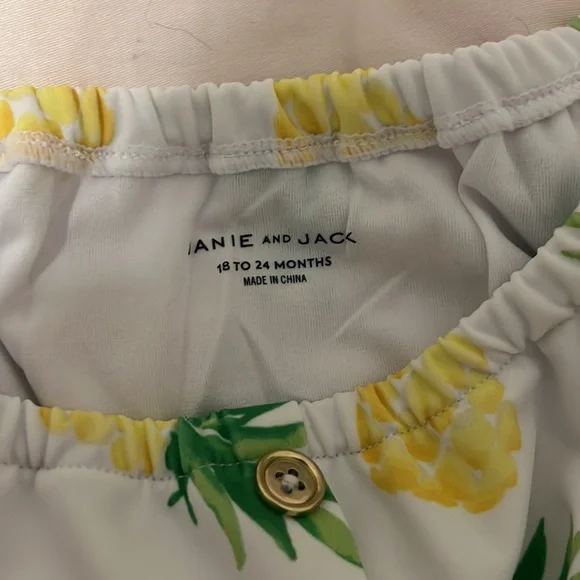 JANIE AND JACK
18 TO 24 MONTHS
MADE IN CHINA